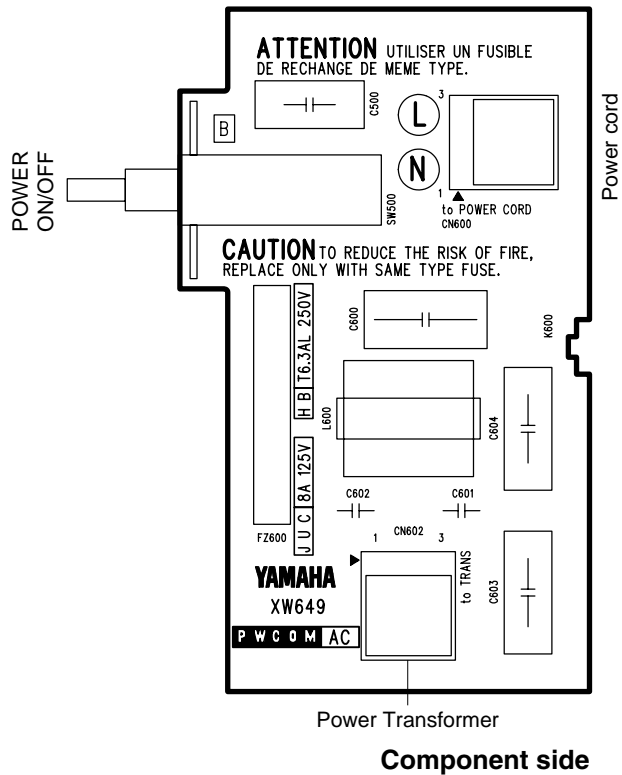 ATTENTION UTILISER UN FUSIBLE
DE RECHANGE DE MEME TYPE.
C500
B
L
N
3
1
to POWER CORD
CN600
Power cord
POWER
ON/OFF
SW500
CAUTION TO REDUCE THE RISK OF FIRE,
REPLACE ONLY WITH SAME TYPE FUSE.
H B T6.3AL 250V
J U C 8A 125V
FZ600
C600
K600
L600
C604
C602
C601
1 CN602 3
to TRANS
C603
YAMAHA
XW649
PWCOM AC
Power Transformer
Component side